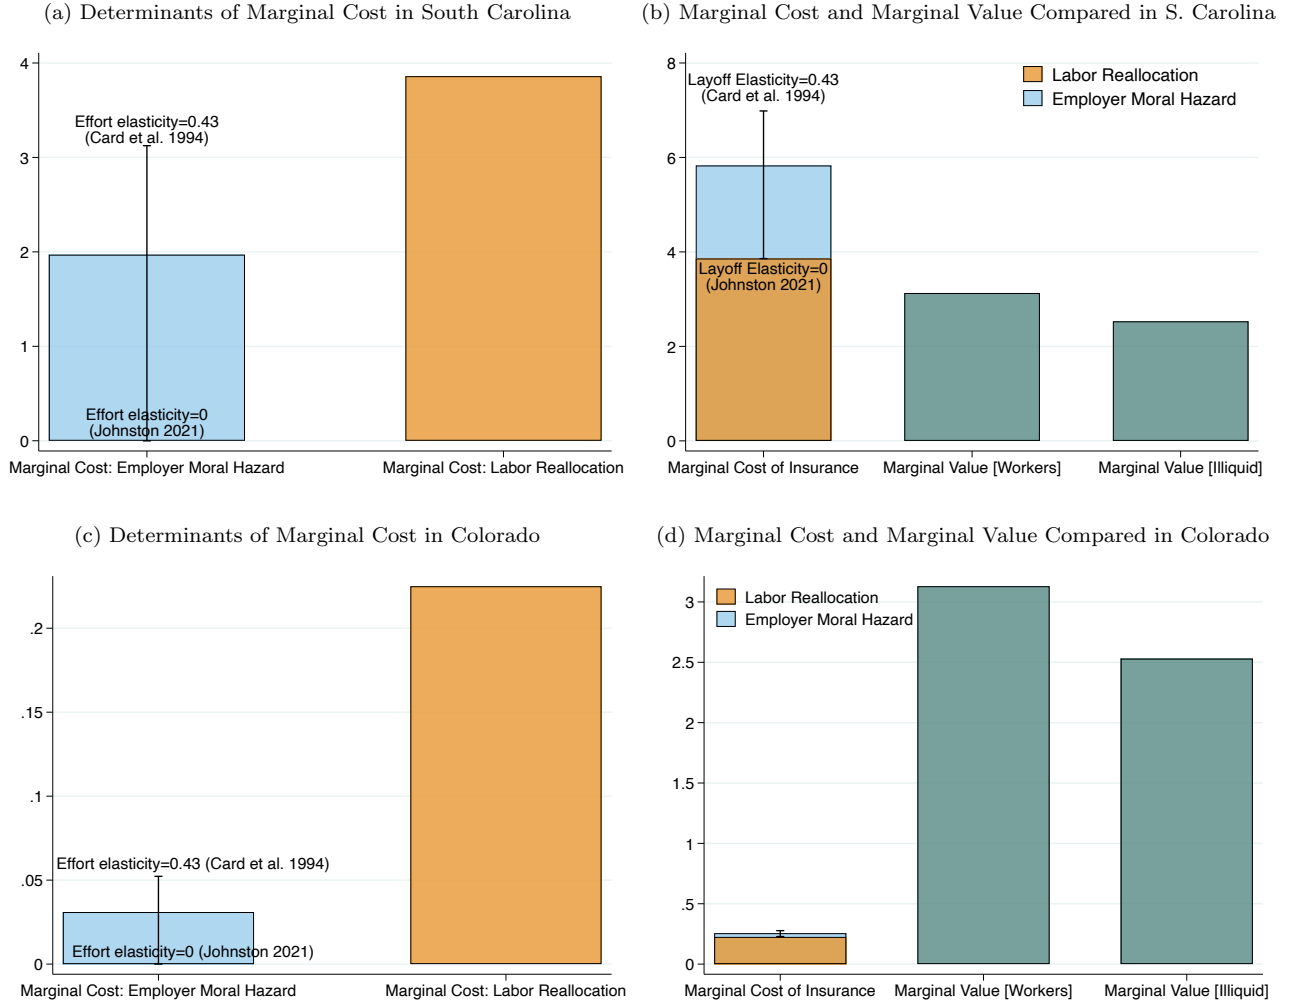 (a) Determinants of Marginal Cost in South Carolina
4
3
2
1
0
Effort elasticity=0.43
(Card et al. 1994)
Effort elasticity=0
(Johnston 2021)
Marginal Cost: Employer Moral Hazard
Marginal Cost: Labor Reallocation
(b) Marginal Cost and Marginal Value Compared in S. Carolina
8
6
4
2
0
Layoff Elasticity=0.43
(Card et al. 1994)
Layoff Elasticity=0
(Johnston 2021)
Labor Reallocation
Employer Moral Hazard
Marginal Cost of Insurance
Marginal Value [Workers]
Marginal Value [Illiquid]
(c) Determinants of Marginal Cost in Colorado
.2
.15
.1
.05
0
Effort elasticity=0.43 (Card et al. 1994)
Effort elasticity=0 (Johnston 2021)
Marginal Cost: Employer Moral Hazard
Marginal Cost: Labor Reallocation
(d) Marginal Cost and Marginal Value Compared in Colorado
3
2.5
2
1.5
1
.5
0
Labor Reallocation
Employer Moral Hazard
Marginal Cost of Insurance
Marginal Value [Workers]
Marginal Value [Illiquid]